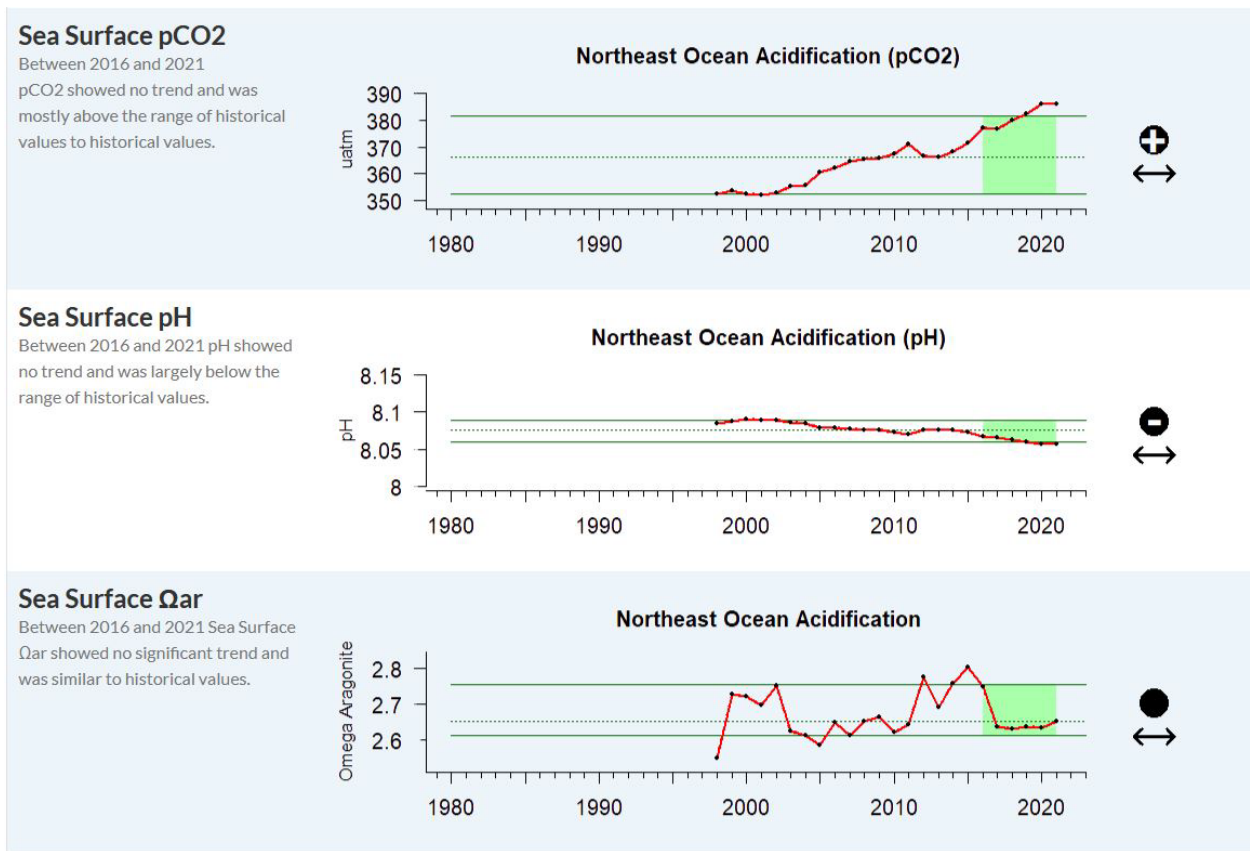 Sea Surface pCO2
Between 2016 and 2021
pCO2 showed no trend and was
mostly above the range of historical
values to historical values.
Northeast Ocean Acidification (pCO2)
uatm
390
380
370
360
350
1980 1990 2000 2010 2020
Sea Surface pH
Between 2016 and 2021 pH showed
no trend and was largely below the
range of historical values.
Northeast Ocean Acidification (pH)
pH
8.15
8.1
8.05
8
1980 1990 2000 2010 2020
Sea Surface Ωar
Between 2016 and 2021 Sea Surface
Ωar showed no significant trend and
was similar to historical values.
Northeast Ocean Acidification
Omega Aragonite
2.8
2.7
2.6
1980 1990 2000 2010 2020